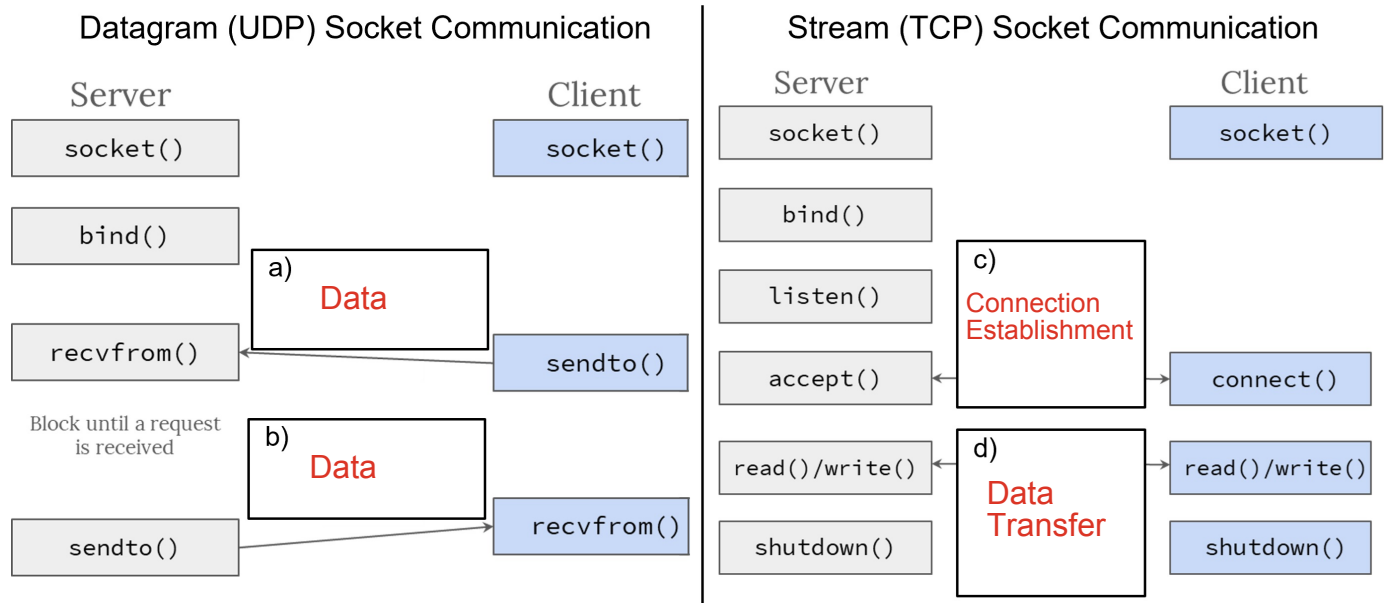 Datagram (UDP) Socket Communication
Server
Client
socket()
socket()
bind()
a)
Data
recvfrom()
sendto()
Block until a request
is received
b)
Data
sendto()
recvfrom()
Stream (TCP) Socket Communication
Server
Client
socket()
socket()
bind()
listen()
c)
Connection
Establishment
accept()
connect()
read()/write()
d)
Data
Transfer
read()/write()
shutdown()
shutdown()